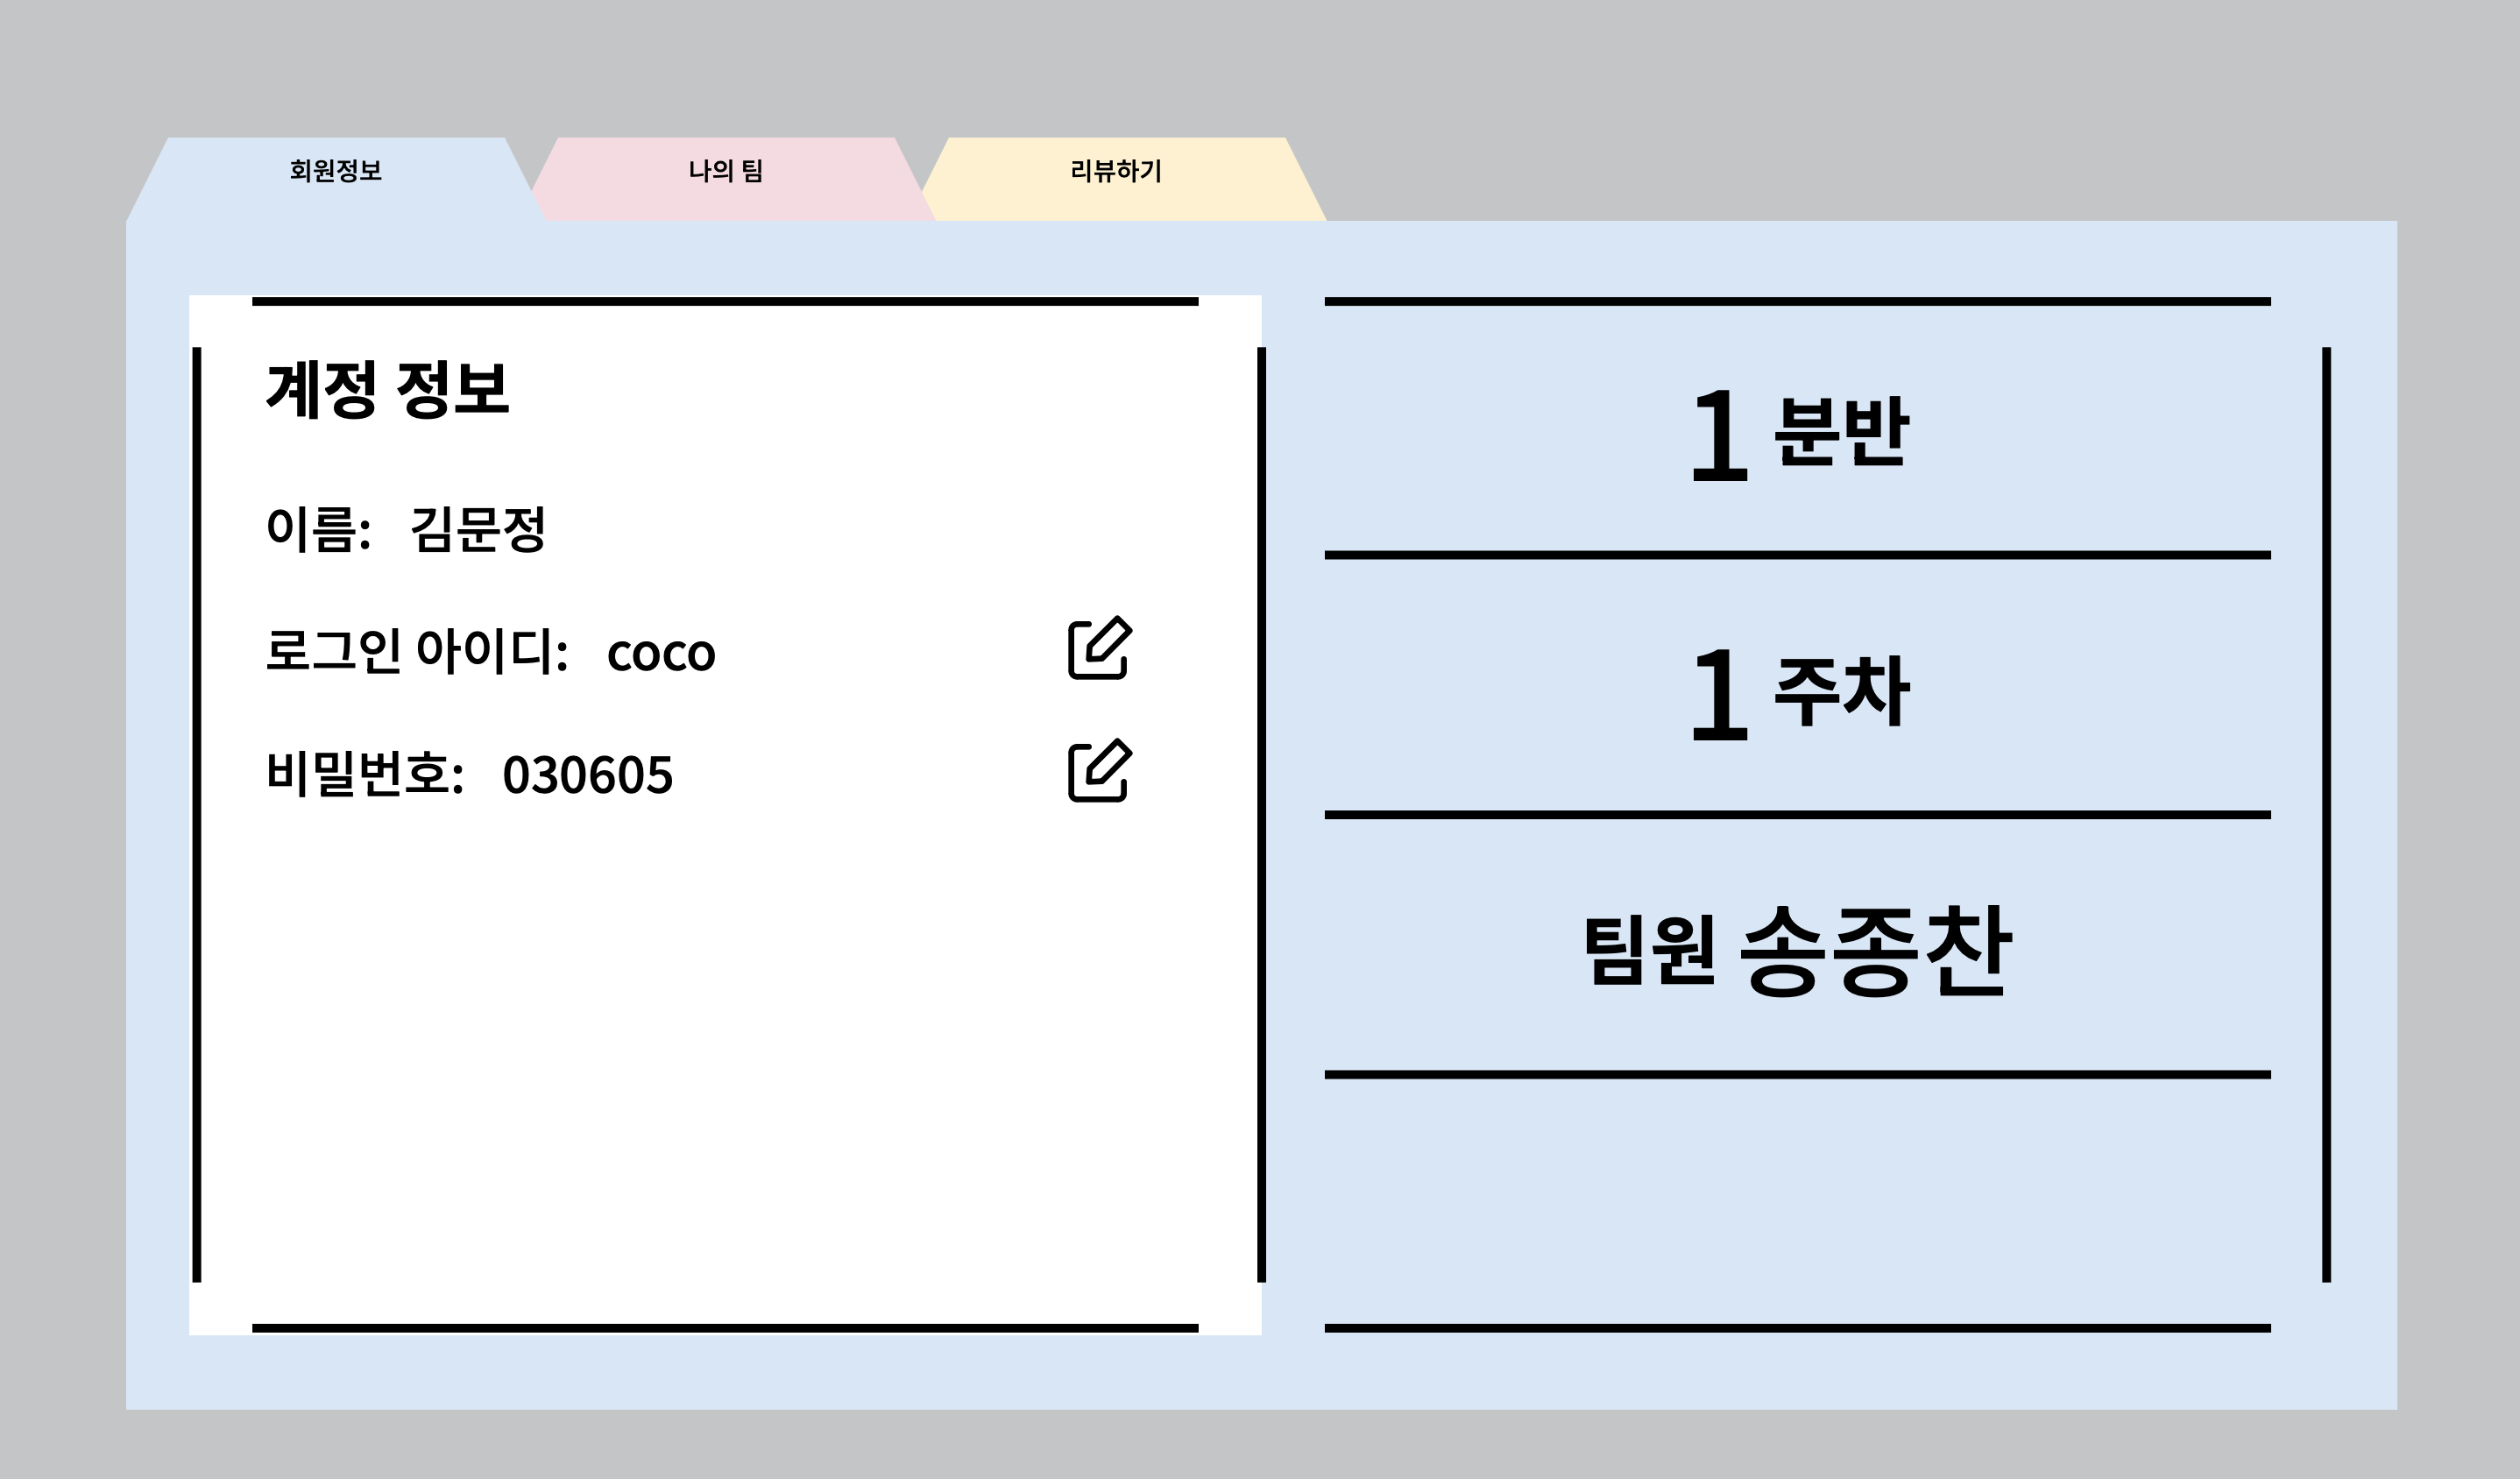 회원정보
나의 팀
리뷰하기
계정 정보
이름: 김문정
로그인 아이디: coco
비밀번호: 030605
1 분반
1 주차
팀원 송종찬